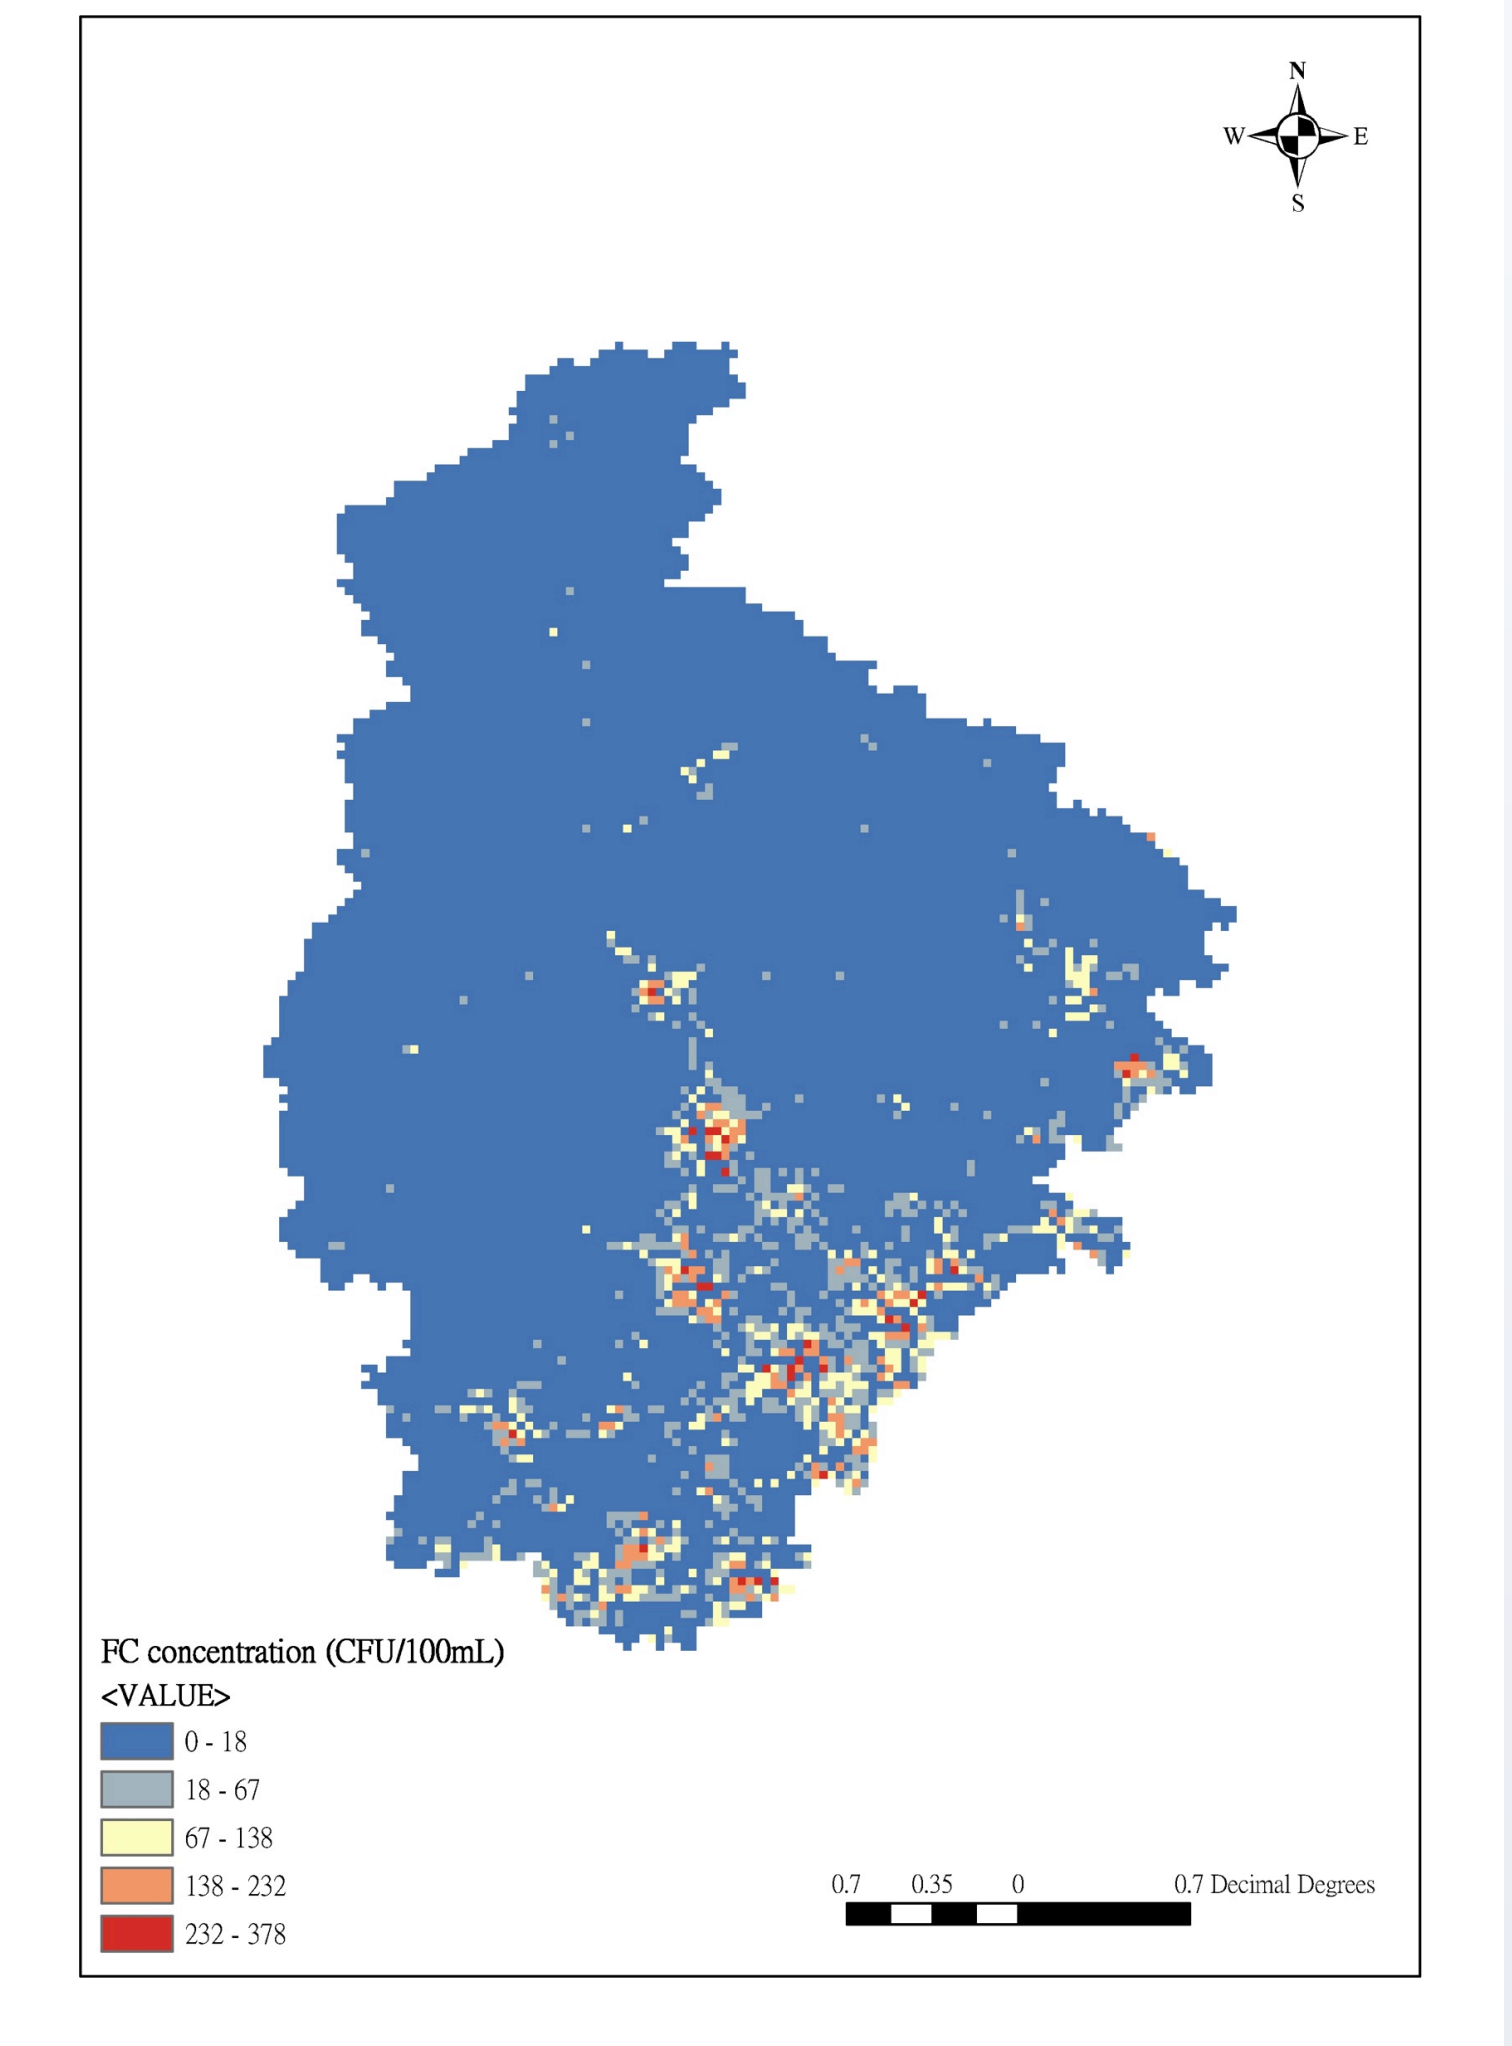 N
W E
S
FC concentration (CFU/100mL)
<VALUE>
0 - 18
18 - 67
67 - 138
138 - 232
232 - 378
0.7 0.35 0 0.7 Decimal Degrees